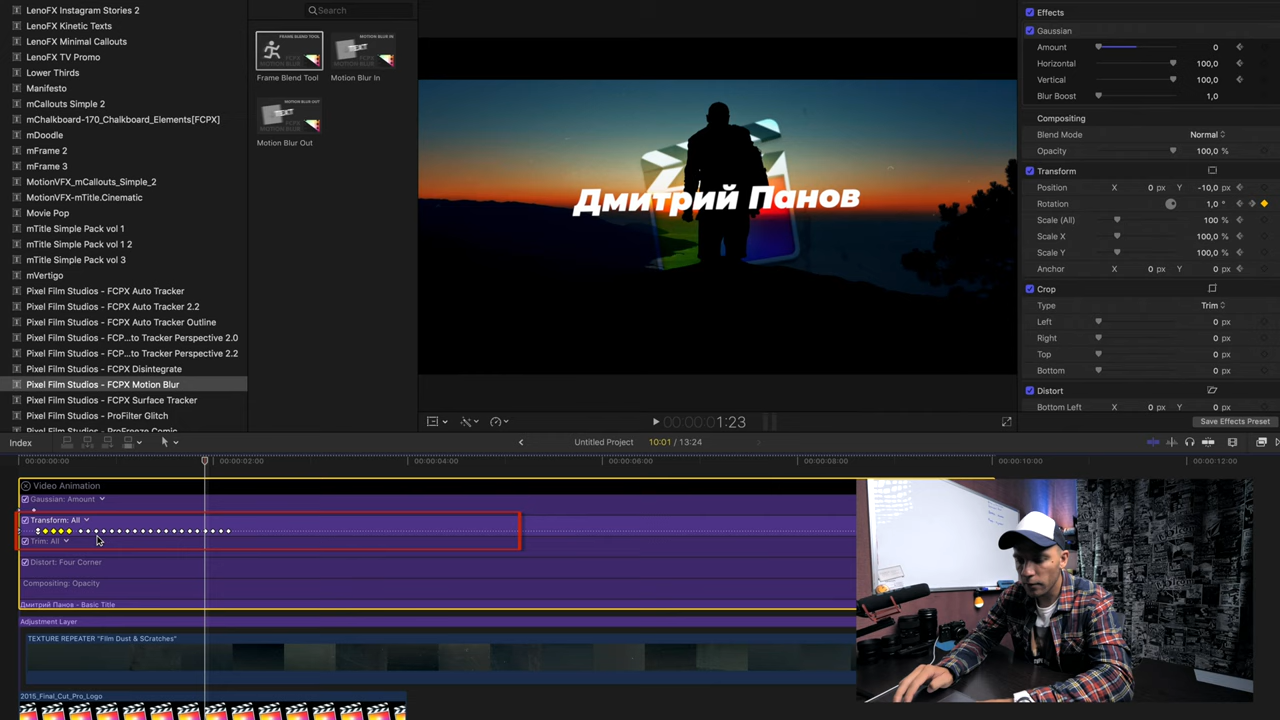 LenoFX Instagram Stories 2
LenoFX Kinetic Texts
LenoFX Minimal Callouts
LenoFX TV Promo
Lower Thirds
Manifesto
mCallouts Simple 2
mChalkboard-170_Chalkboard_Elements[FCPX]
mDoodle
mFrame 2
mFrame 3
MotionVFX_mCallouts_Simple_2
MotionVFX-mTitle.Cinematic
Movie Pop
mTitle Simple Pack vol 1
mTitle Simple Pack vol 1 2
mTitle Simple Pack vol 3
mVertigo
Pixel Film Studios - FCPX Auto Tracker
Pixel Film Studios - FCPX Auto Tracker 2.2
Pixel Film Studios - FCPX Auto Tracker Outline
Pixel Film Studios - FCP...to Tracker Perspective 2.0
Pixel Film Studios - FCP...to Tracker Perspective 2.2
Pixel Film Studios - FCPX Disintegrate
Pixel Film Studios - FCPX Motion Blur
Pixel Film Studios - FCPX Surface Tracker
Pixel Film Studios - ProFilter Glitch
Search
FRAME BLEND TOOL
Frame Blend Tool
Motion Blur In
Motion Blur Out
Дмитрий Панов
Effects
Gaussian
Amount 0
Horizontal 100,0
Vertical 100,0
Blur Boost 1,0
Compositing
Blend Mode Normal
Opacity 100,0 %
Transform
Position X 0 px Y -10,0 px
Rotation 1,0 °
Scale (All) 100 %
Scale X 100,0 %
Scale Y 100,0 %
Anchor X 0 px Y 0 px
Crop
Type Trim
Left 0 px
Right 0 px
Top 0 px
Bottom 0 px
Distort
Bottom Left X 0 px Y 0 px
Save Effects Preset
00:00:00:01:23
Index
Untitled Project 10:01 / 13:24
00:00:00:00
00:00:02:00
00:00:04:00
00:00:06:00
00:00:08:00
00:00:10:00
00:00:12:00
Video Animation
Gaussian: Amount
Transform: All
Trim: All
Distort: Four Corner
Compositing: Opacity
Дмитрий Панов - Basic Title
Adjustment Layer
TEXTURE REPEATER "FIlm Dust & SCratches"
2015_Final_Cut_Pro_Logo